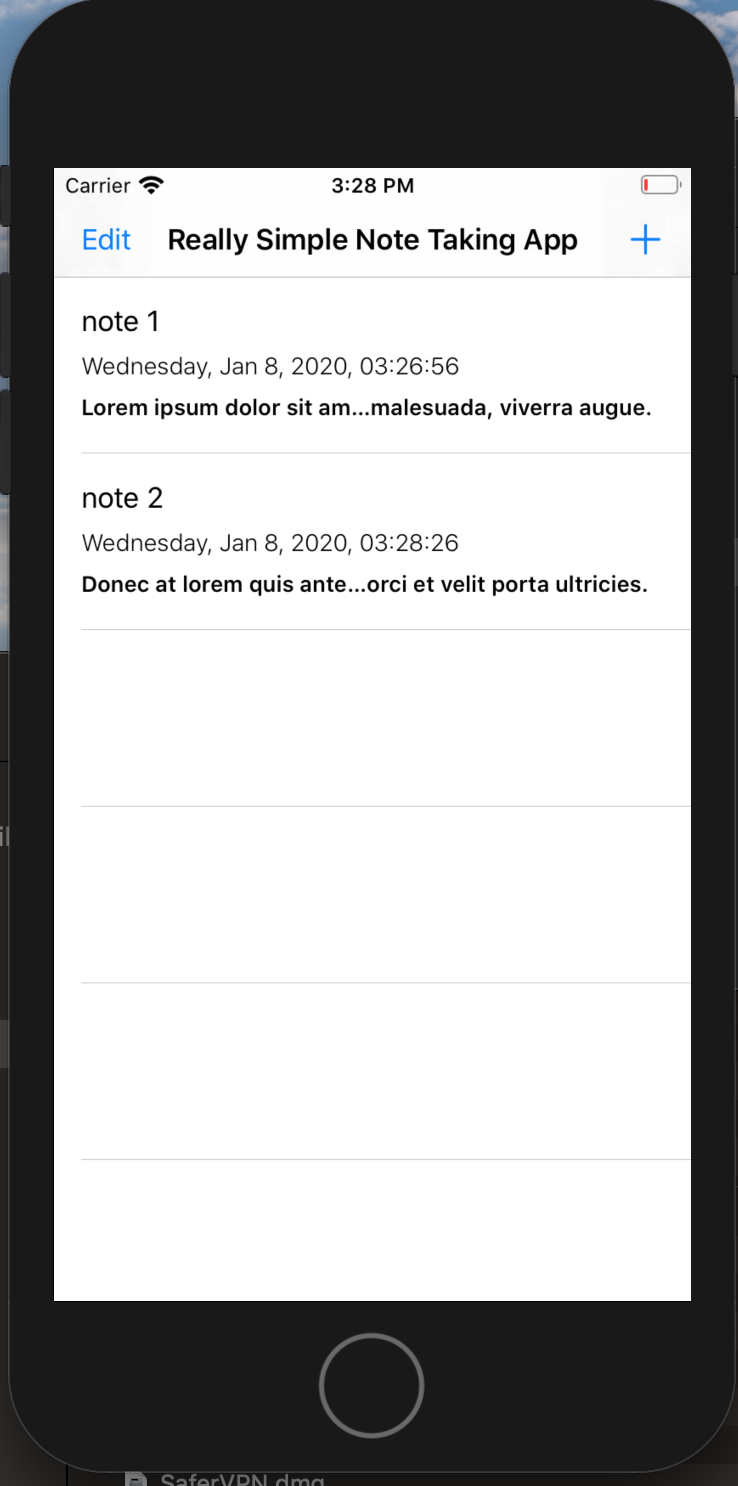 Carrier 3:28 PM
Edit Really Simple Note Taking App +
note 1
Wednesday, Jan 8, 2020, 03:26:56
Lorem ipsum dolor sit am...malesuada, viverra augue.
note 2
Wednesday, Jan 8, 2020, 03:28:26
Donec at lorem quis ante...orci et velit porta ultricies.
SaferVPN.dmg